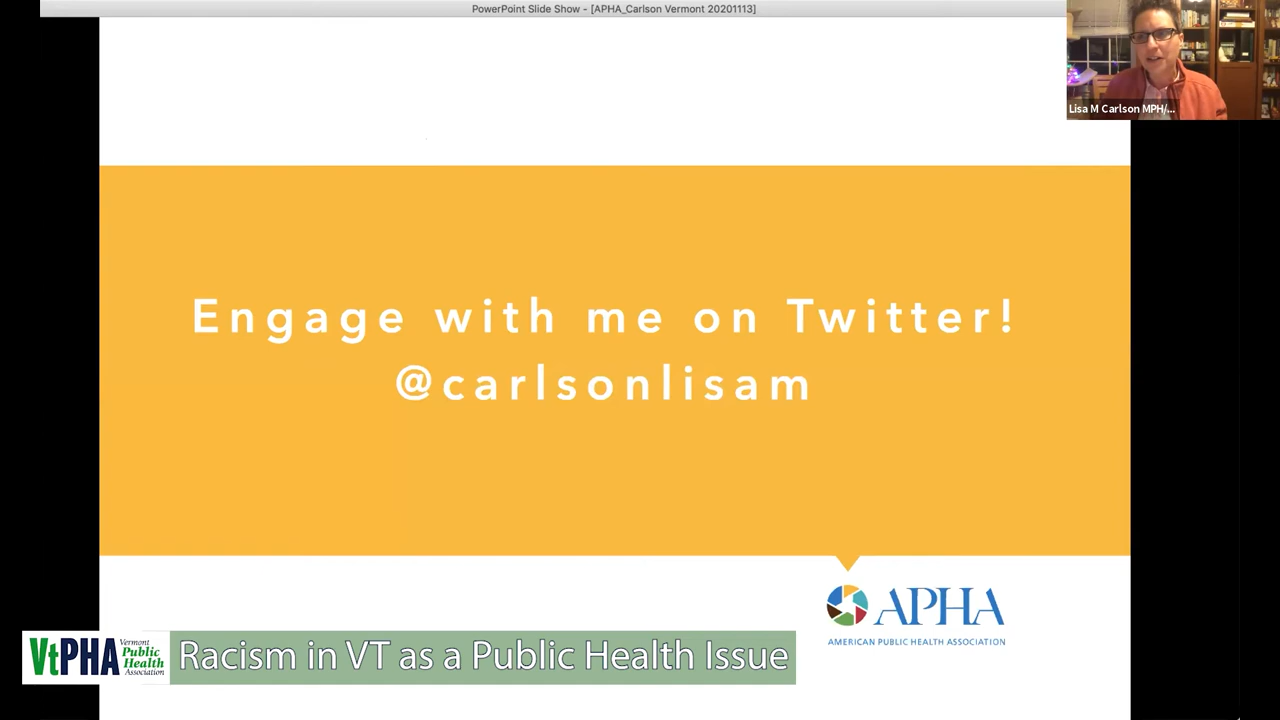 PowerPoint Slide Show - [APHA_Carlson Vermont 20201113]
Lisa M Carlson MPH/...
Engage with me on Twitter!
@carlsonlisam
APHA
AMERICAN PUBLIC HEALTH ASSOCIATION
VtPHA
Vermont
Public
Health
Association
Racism in VT as a Public Health Issue